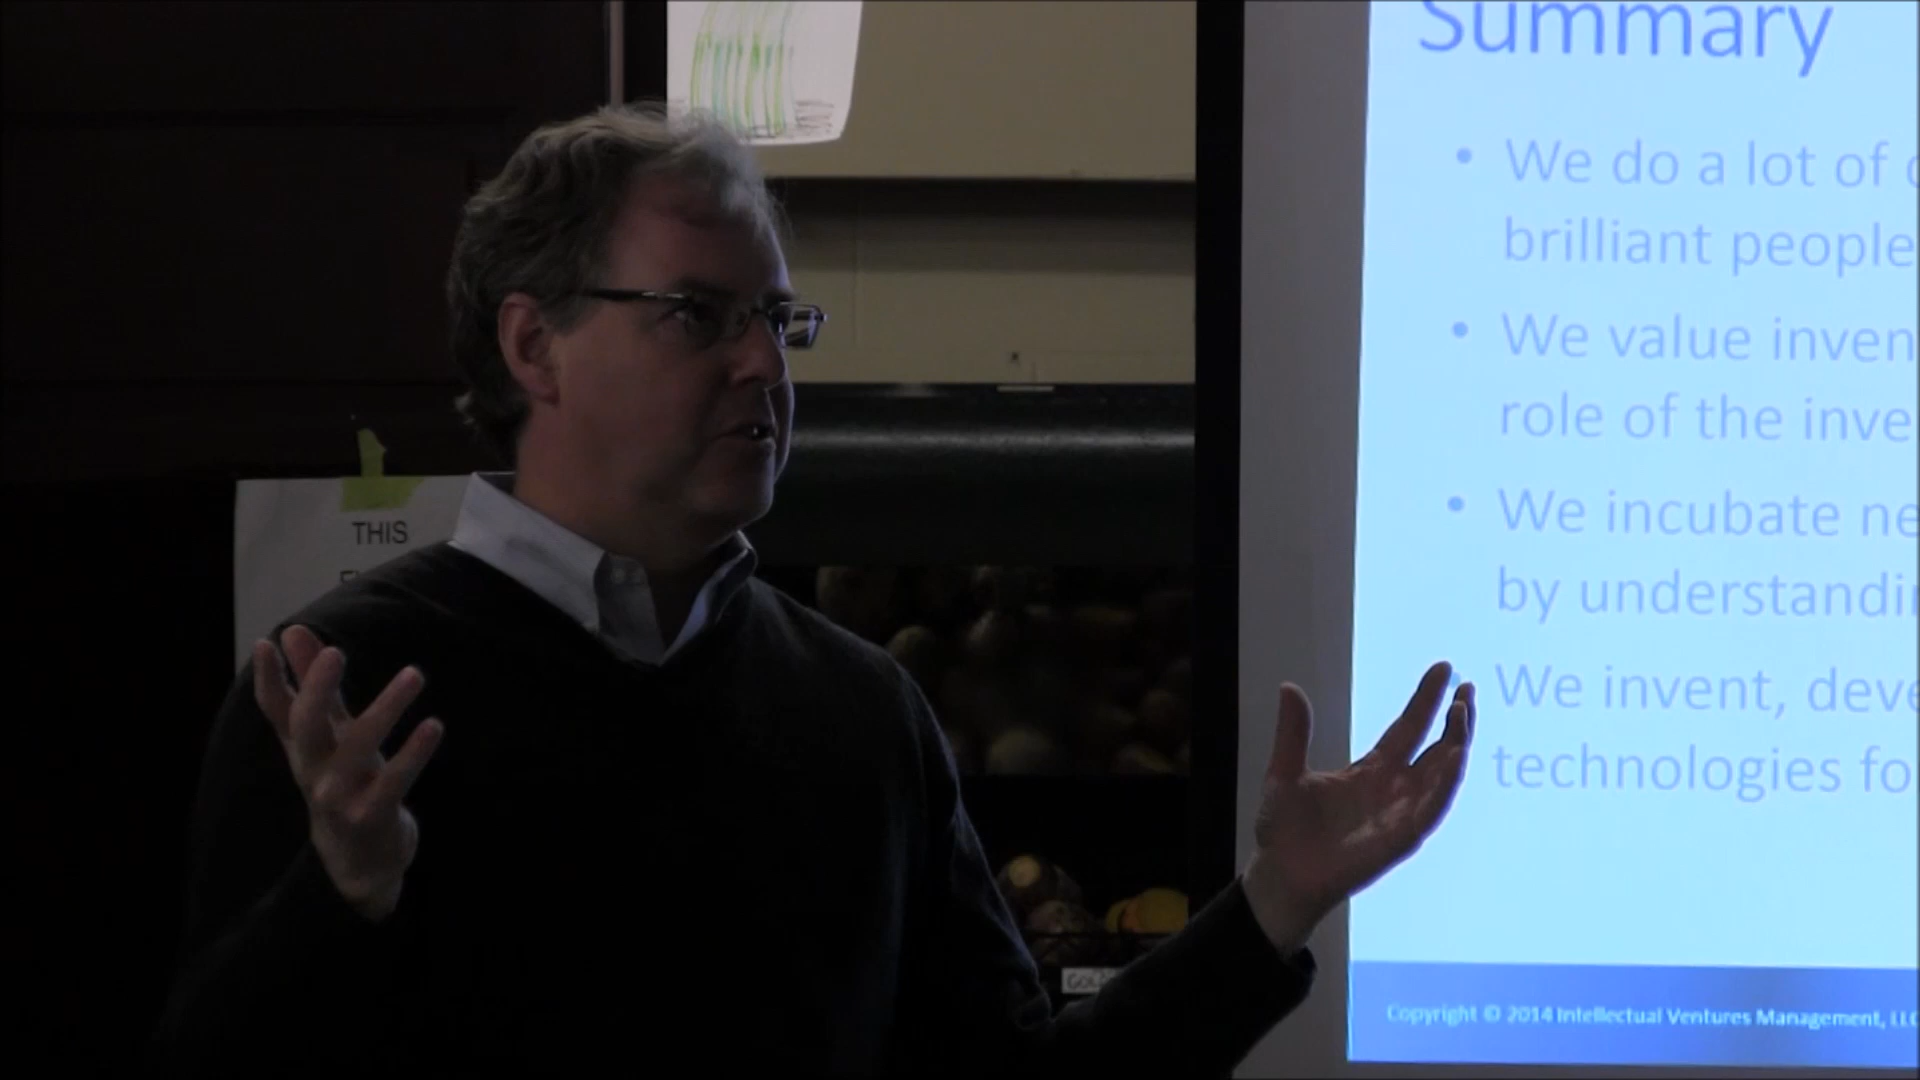 Summary
• We do a lot of
brilliant people
• We value inven
role of the inve
• We incubate ne
by understandi
We invent, deve
technologies fo
Copyright © 2014 Intellectual Ventures Management, LLC
THIS
GOL